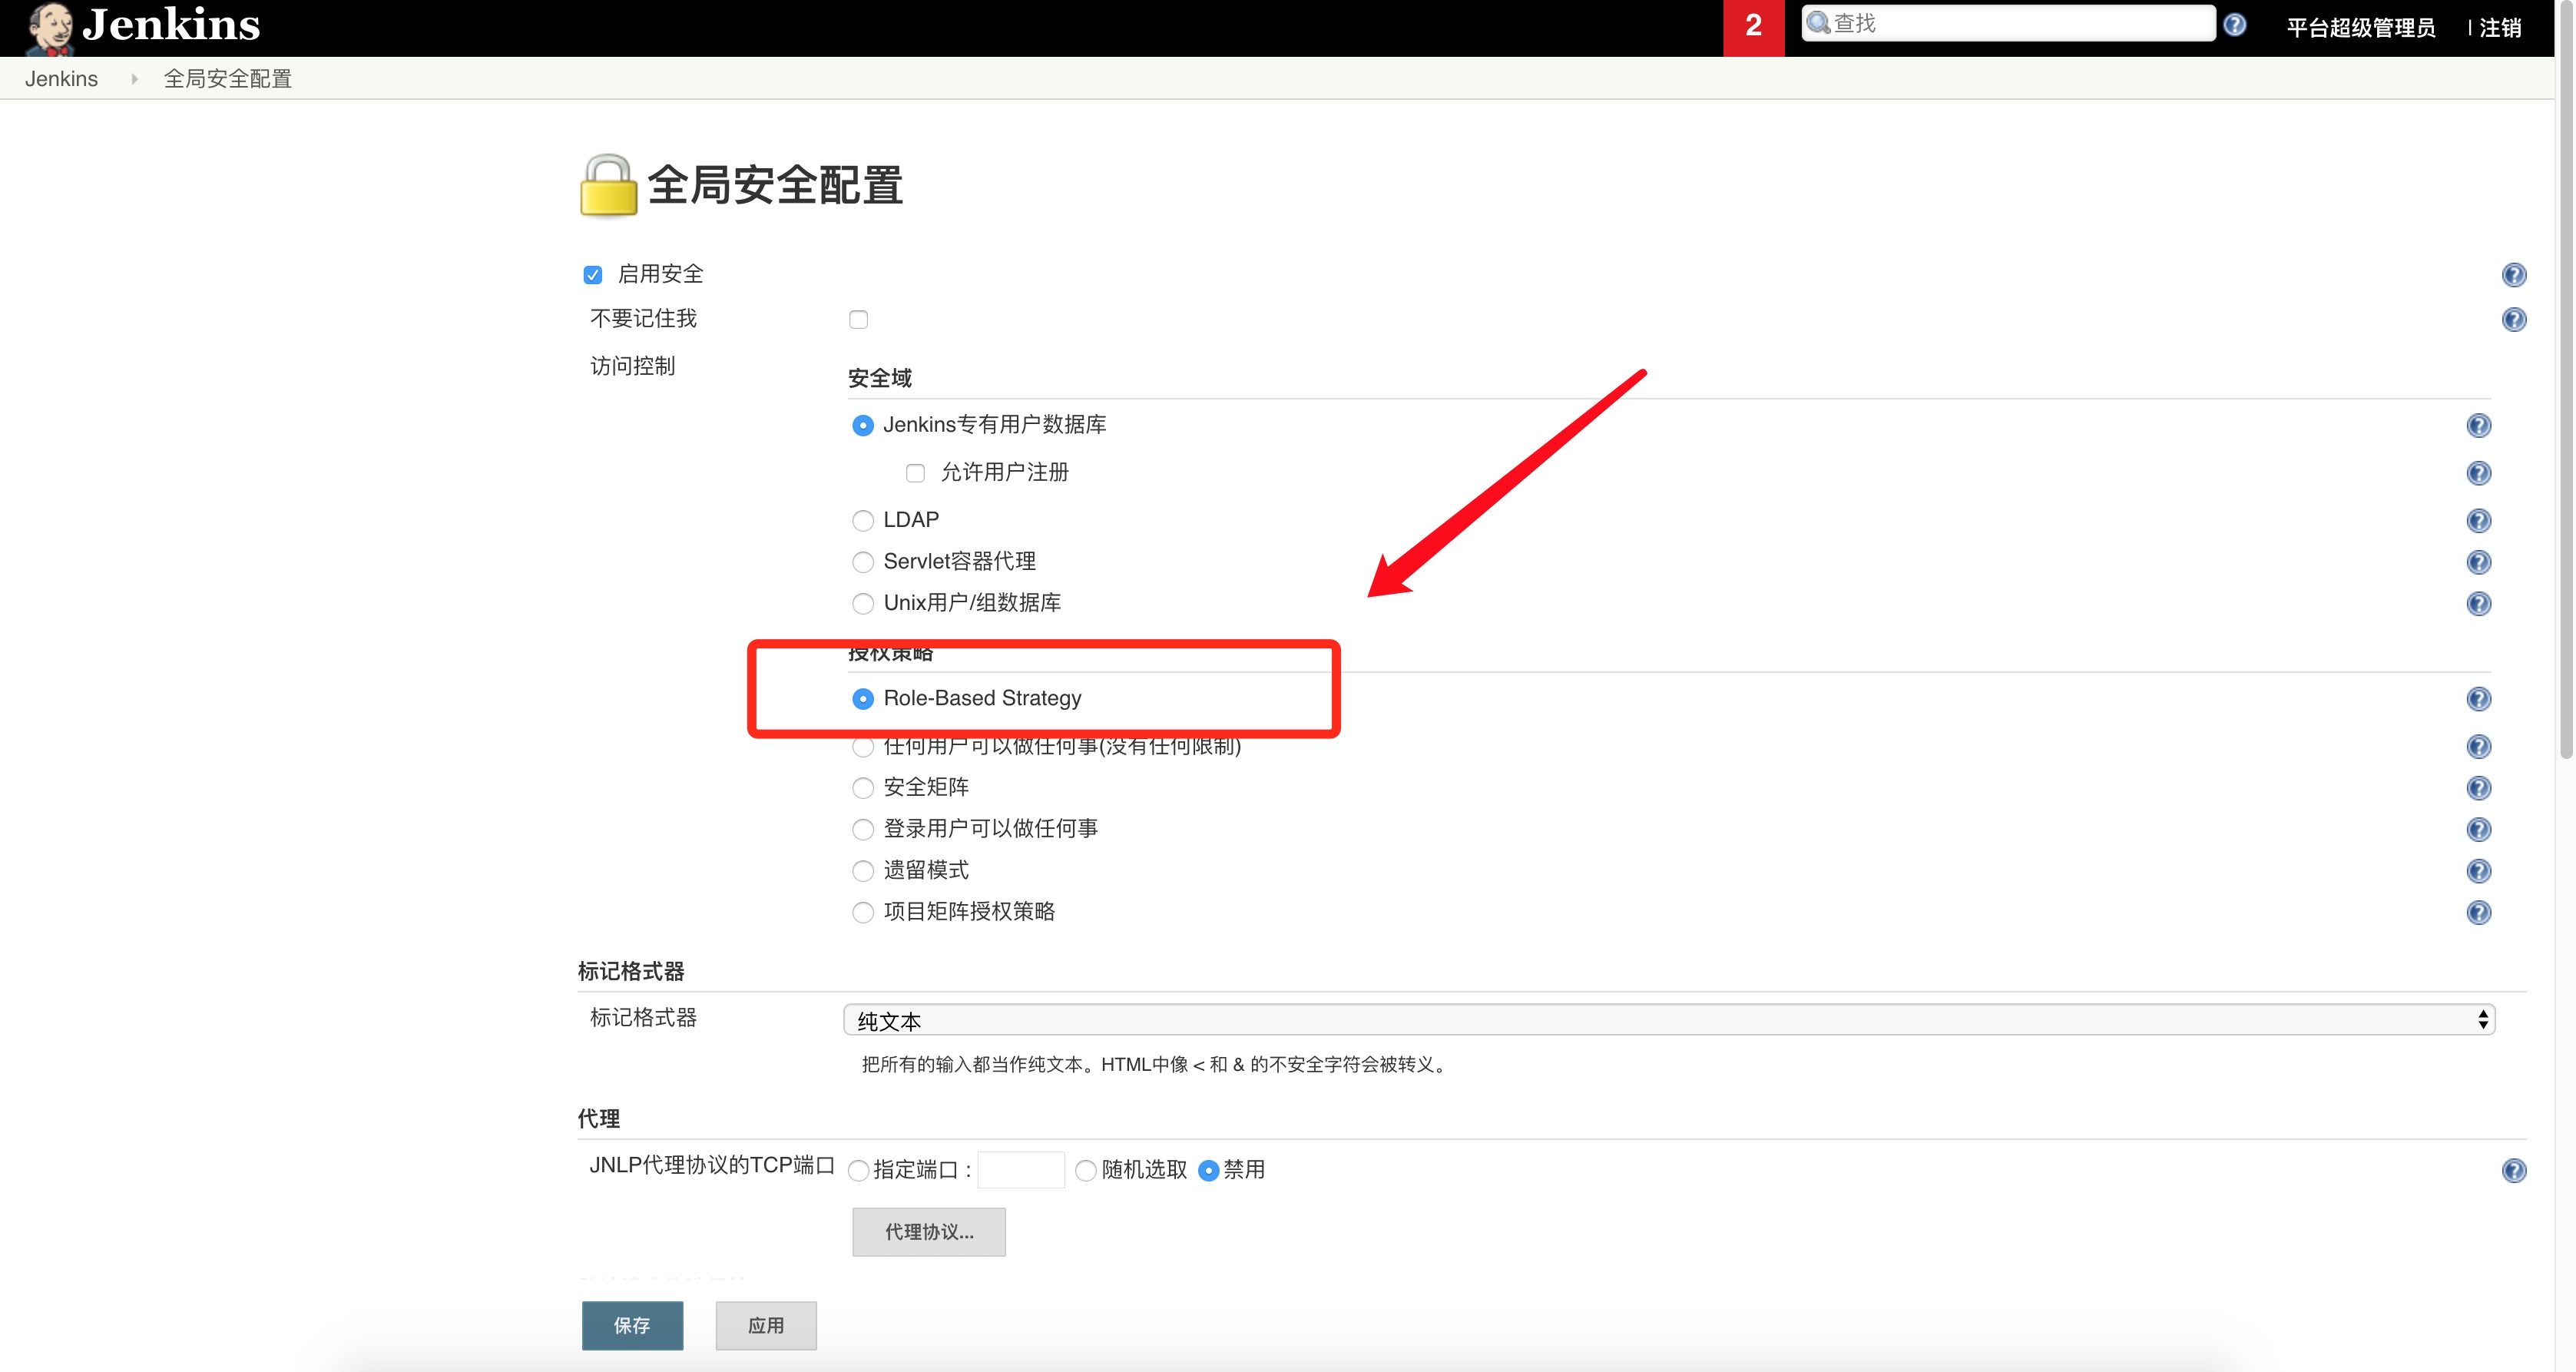 Jenkins
2
查找
平台超级管理员
| 注销
Jenkins
全局安全配置
全局安全配置
启用安全
不要记住我
访问控制
安全域
Jenkins专有用户数据库
允许用户注册
LDAP
Servlet容器代理
Unix用户/组数据库
授权策略
Role-Based Strategy
任何用户可以做任何事(没有任何限制)
安全矩阵
登录用户可以做任何事
遗留模式
项目矩阵授权策略
标记格式器
标记格式器
纯文本
把所有的输入都当作纯文本。HTML中像 < 和 & 的不安全字符会被转义。
代理
JNLP代理协议的TCP端口 指定端口 : 随机选取 禁用
代理协议...
保存 应用